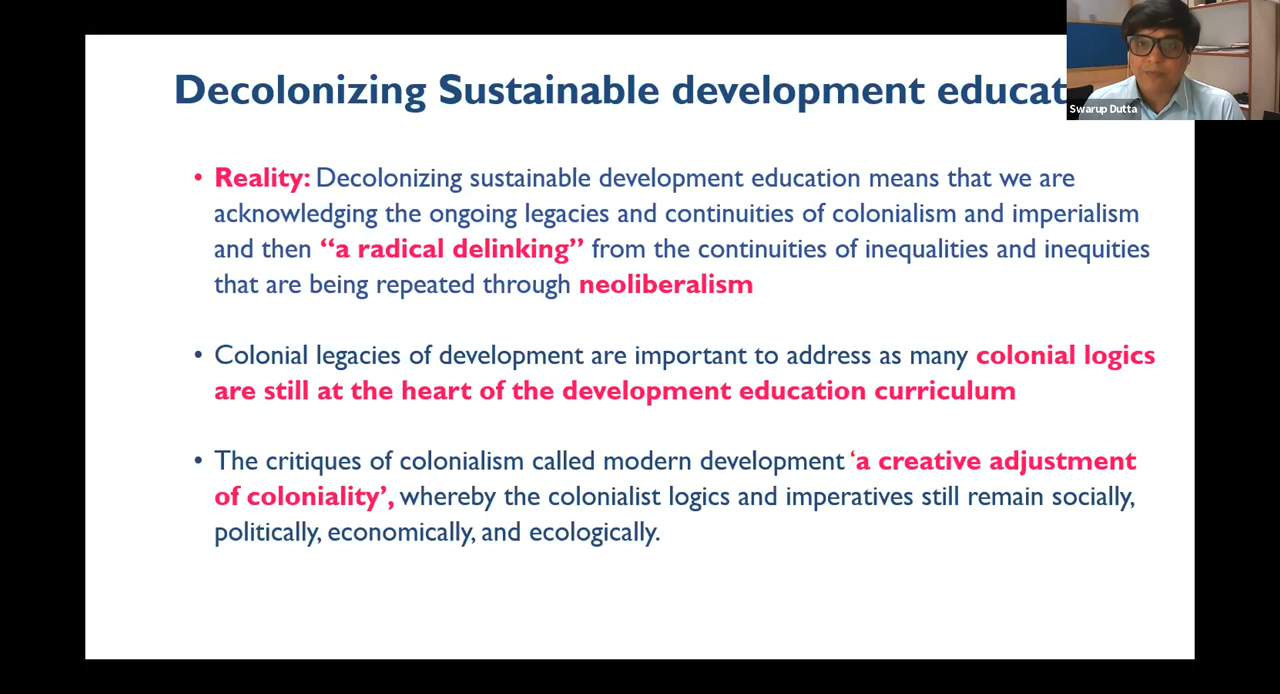 Decolonizing Sustainable development educat
Swarup Dutta
• Reality: Decolonizing sustainable development education means that we are
acknowledging the ongoing legacies and continuities of colonialism and imperialism
and then “a radical delinking” from the continuities of inequalities and inequities
that are being repeated through neoliberalism
• Colonial legacies of development are important to address as many colonial logics
are still at the heart of the development education curriculum
• The critiques of colonialism called modern development ‘a creative adjustment
of coloniality’, whereby the colonialist logics and imperatives still remain socially,
politically, economically, and ecologically.